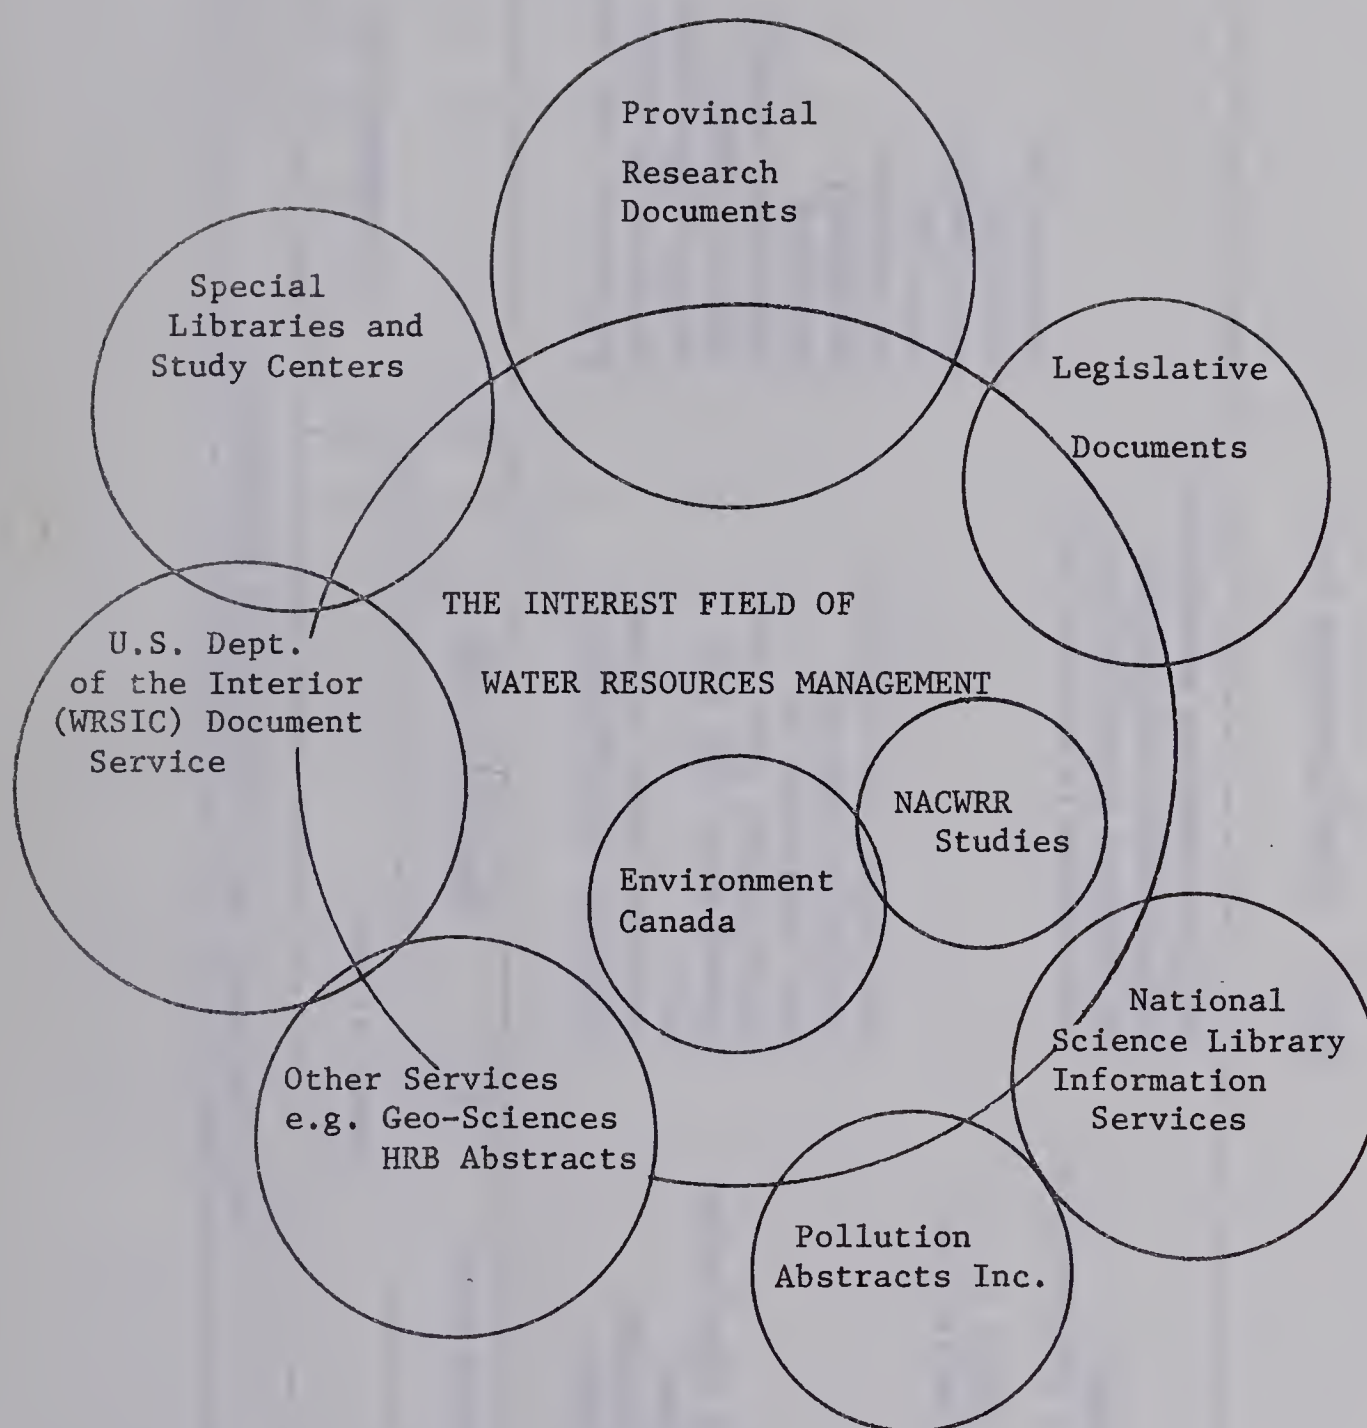 Provincial
Research
Documents
Special
Libraries and
Study Centers
Legislative
Documents
THE INTEREST FIELD OF
WATER RESOURCES MANAGEMENT
U.S. Dept.
of the Interior
(WRSIC) Document
Service
NACWRR
Studies
Environment
Canada
National
Science Library
Information
Services
Other Services
e.g. Geo-Sciences
HRB Abstracts
Pollution
Abstracts Inc.